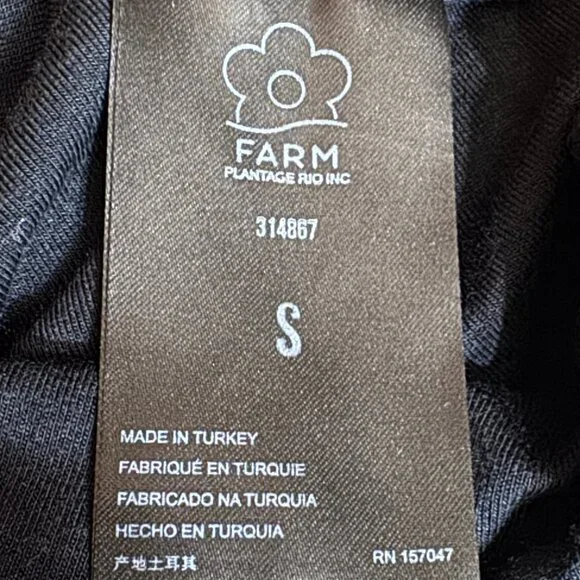 FARM
PLANTAGE RIO INC
314867
S
MADE IN TURKEY
FABRIQUÉ EN TURQUIE
FABRICADO NA TURQUIA
HECHO EN TURQUIA
产地土耳其
RN 157047